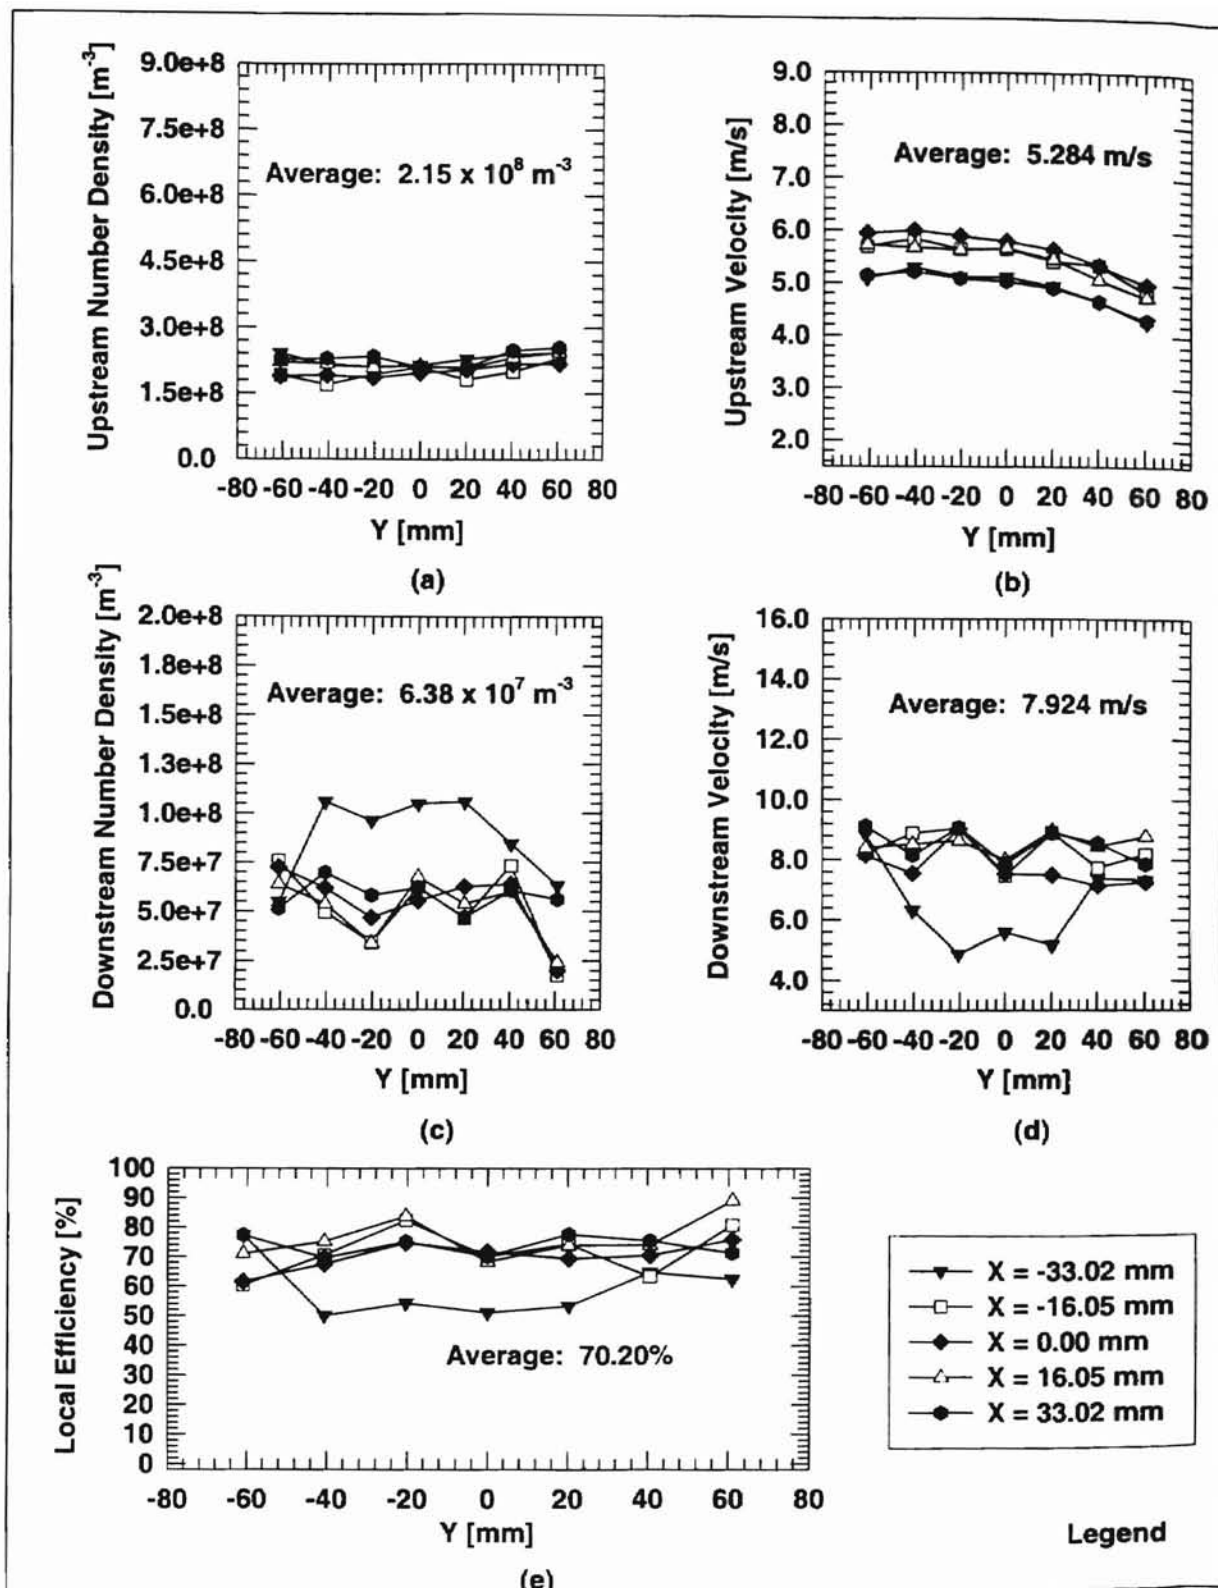 Upstream Number Density [m⁻³]
9.0e+8
7.5e+8
6.0e+8
4.5e+8
3.0e+8
1.5e+8
0.0
Average: 2.15 x 10⁸ m⁻³
-80 -60 -40 -20 0 20 40 60 80
Y [mm]
(a)
Upstream Velocity [m/s]
9.0
8.0
7.0
6.0
5.0
4.0
3.0
2.0
Average: 5.284 m/s
-80 -60 -40 -20 0 20 40 60 80
Y [mm]
(b)
Downstream Number Density [m⁻³]
2.0e+8
1.8e+8
1.5e+8
1.3e+8
1.0e+8
7.5e+7
5.0e+7
2.5e+7
0.0
Average: 6.38 x 10⁷ m⁻³
-80 -60 -40 -20 0 20 40 60 80
Y [mm]
(c)
Downstream Velocity [m/s]
16.0
14.0
12.0
10.0
8.0
6.0
4.0
Average: 7.924 m/s
-80 -60 -40 -20 0 20 40 60 80
Y [mm]
(d)
Local Efficiency [%]
100
90
80
70
60
50
40
30
20
10
0
Average: 70.20%
-80 -60 -40 -20 0 20 40 60 80
Y [mm]
(e)
X = -33.02 mm
X = -16.05 mm
X = 0.00 mm
X = 16.05 mm
X = 33.02 mm
Legend